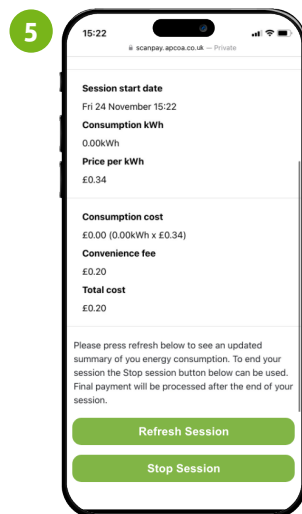 5
15:22
scanpay.apcoa.co.uk — Private
Session start date
Fri 24 November 15:22
Consumption kWh
0.00kWh
Price per kWh
£0.34
Consumption cost
£0.00 (0.00kWh x £0.34)
Convenience fee
£0.20
Total cost
£0.20
Please press refresh below to see an updated
summary of you energy consumption. To end your
session the Stop session button below can be used.
Final payment will be processed after the end of your
session.
Refresh Session
Stop Session